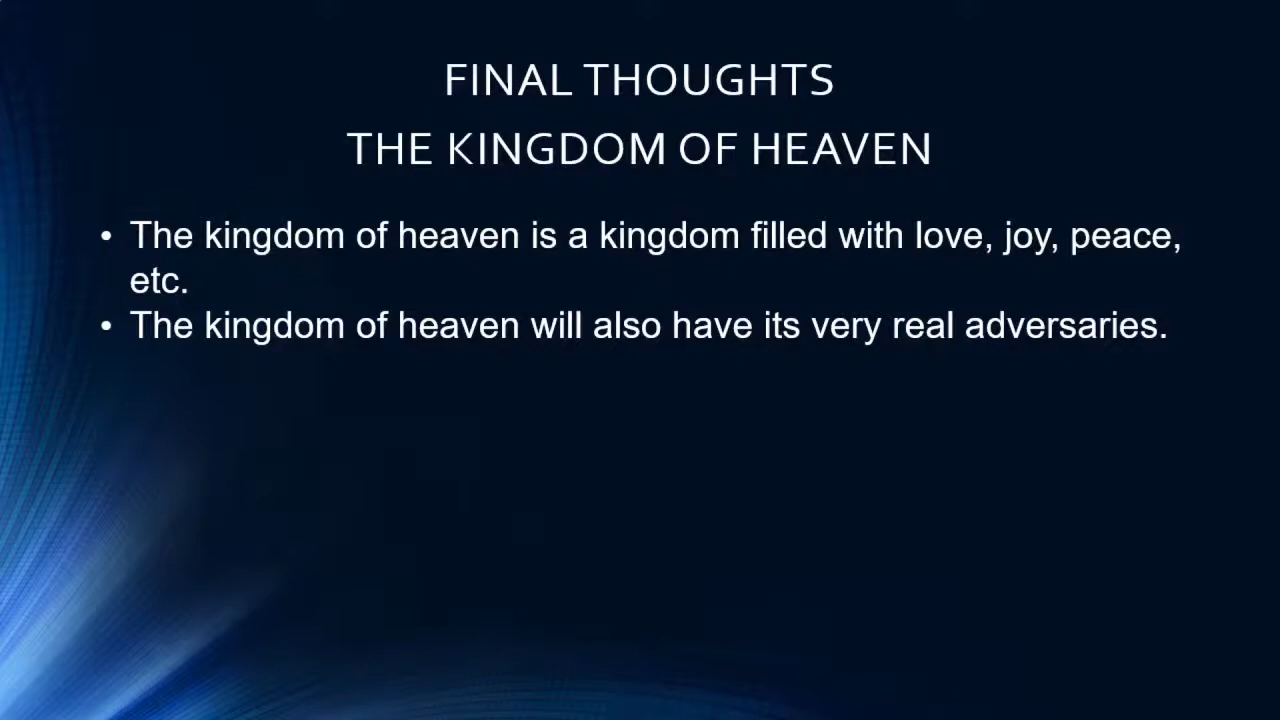 FINAL THOUGHTS
THE KINGDOM OF HEAVEN
• The kingdom of heaven is a kingdom filled with love, joy, peace,
etc.
• The kingdom of heaven will also have its very real adversaries.